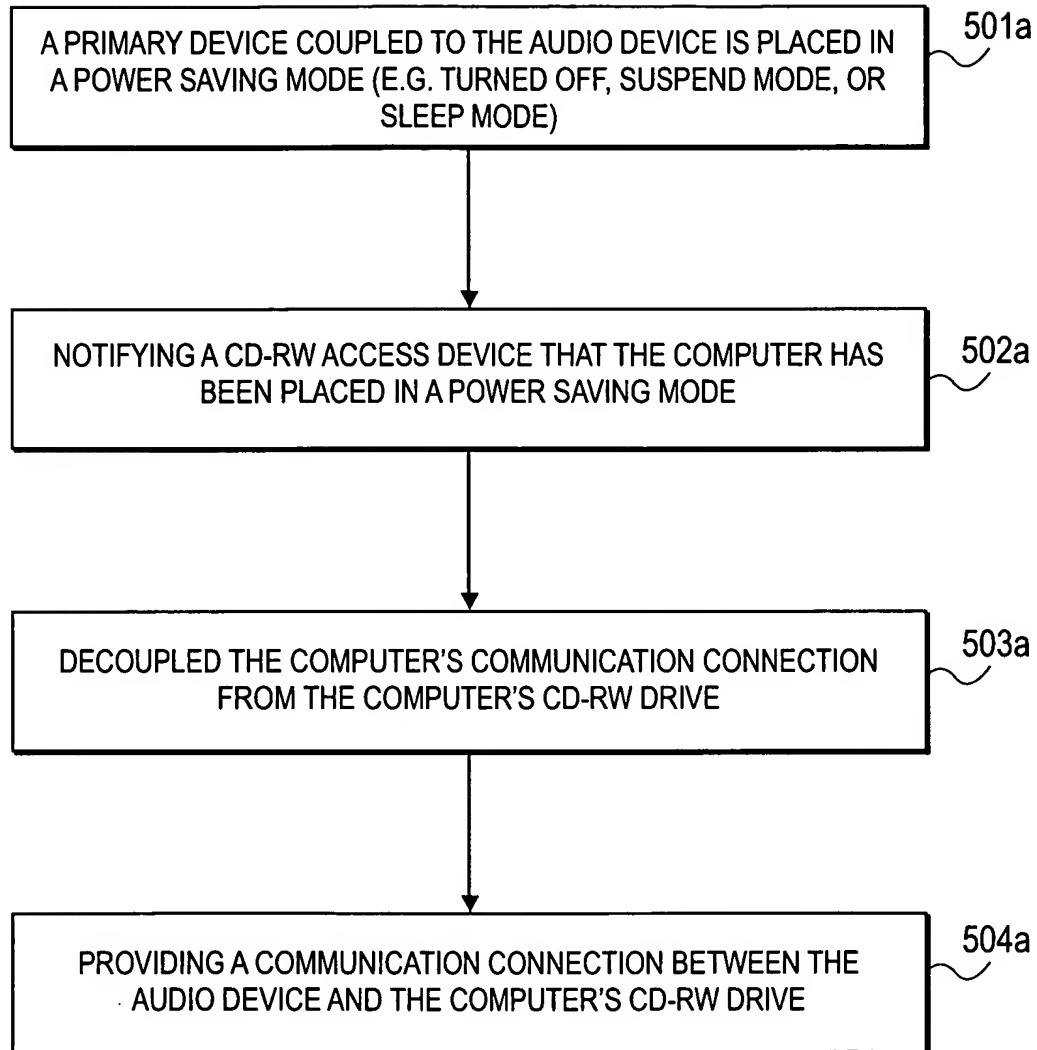 A PRIMARY DEVICE COUPLED TO THE AUDIO DEVICE IS PLACED IN
A POWER SAVING MODE (E.G. TURNED OFF, SUSPEND MODE, OR
SLEEP MODE)
501a
NOTIFYING A CD-RW ACCESS DEVICE THAT THE COMPUTER HAS
BEEN PLACED IN A POWER SAVING MODE
502a
DECOUPLED THE COMPUTER'S COMMUNICATION CONNECTION
FROM THE COMPUTER'S CD-RW DRIVE
503a
PROVIDING A COMMUNICATION CONNECTION BETWEEN THE
AUDIO DEVICE AND THE COMPUTER'S CD-RW DRIVE
504a